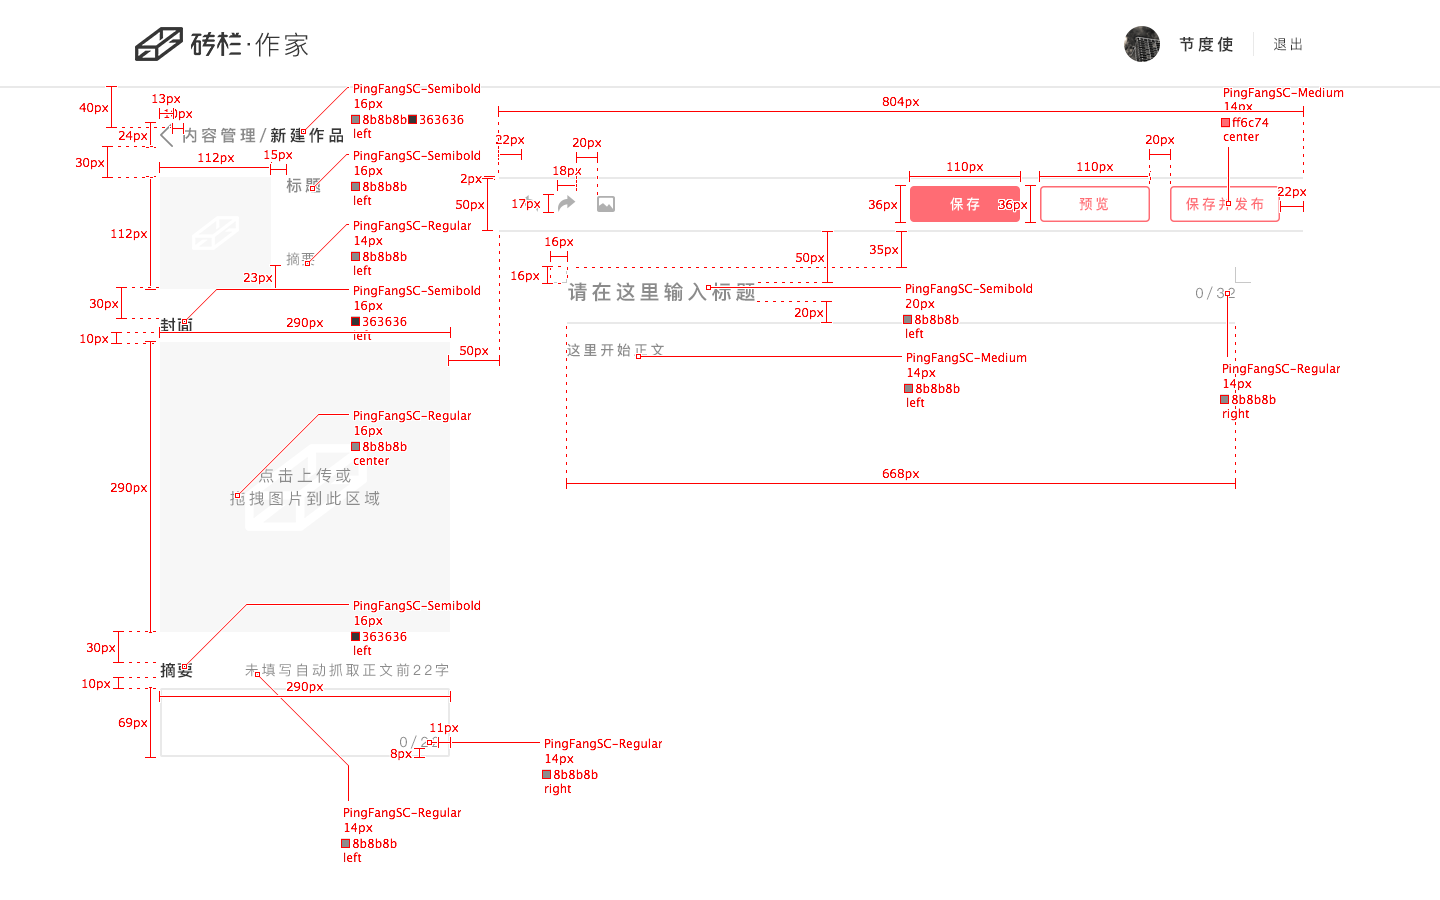 砖栏·作家
节度使
退出
PingFangSC-Semibold
16px
8b8b8b 363636
left
13px
40px
24px
内容管理/新建作品
30px
112px
15px
标题
PingFangSC-Semibold
16px
8b8b8b
left
112px
摘要
PingFangSC-Regular
14px
8b8b8b
left
23px
30px
封面
PingFangSC-Semibold
16px
363636
left
290px
10px
50px
290px
PingFangSC-Regular
16px
8b8b8b
center
点击上传或
拖拽图片到此区域
PingFangSC-Semibold
16px
363636
left
30px
摘要
未填写自动抓取正文前22字
10px
290px
69px
11px
0/22
8px
PingFangSC-Regular
14px
8b8b8b
right
PingFangSC-Regular
14px
8b8b8b
left
804px
PingFangSC-Medium
14px
ff6c74
center
22px
20px
18px
2px
50px
17px
110px
110px
20px
36px
保存
36px
预览
保存并发布
22px
16px
16px
50px
35px
请在这里输入标题
PingFangSC-Semibold
20px
8b8b8b
left
0/32
20px
这里开始正文
PingFangSC-Medium
14px
8b8b8b
left
PingFangSC-Regular
14px
8b8b8b
right
668px